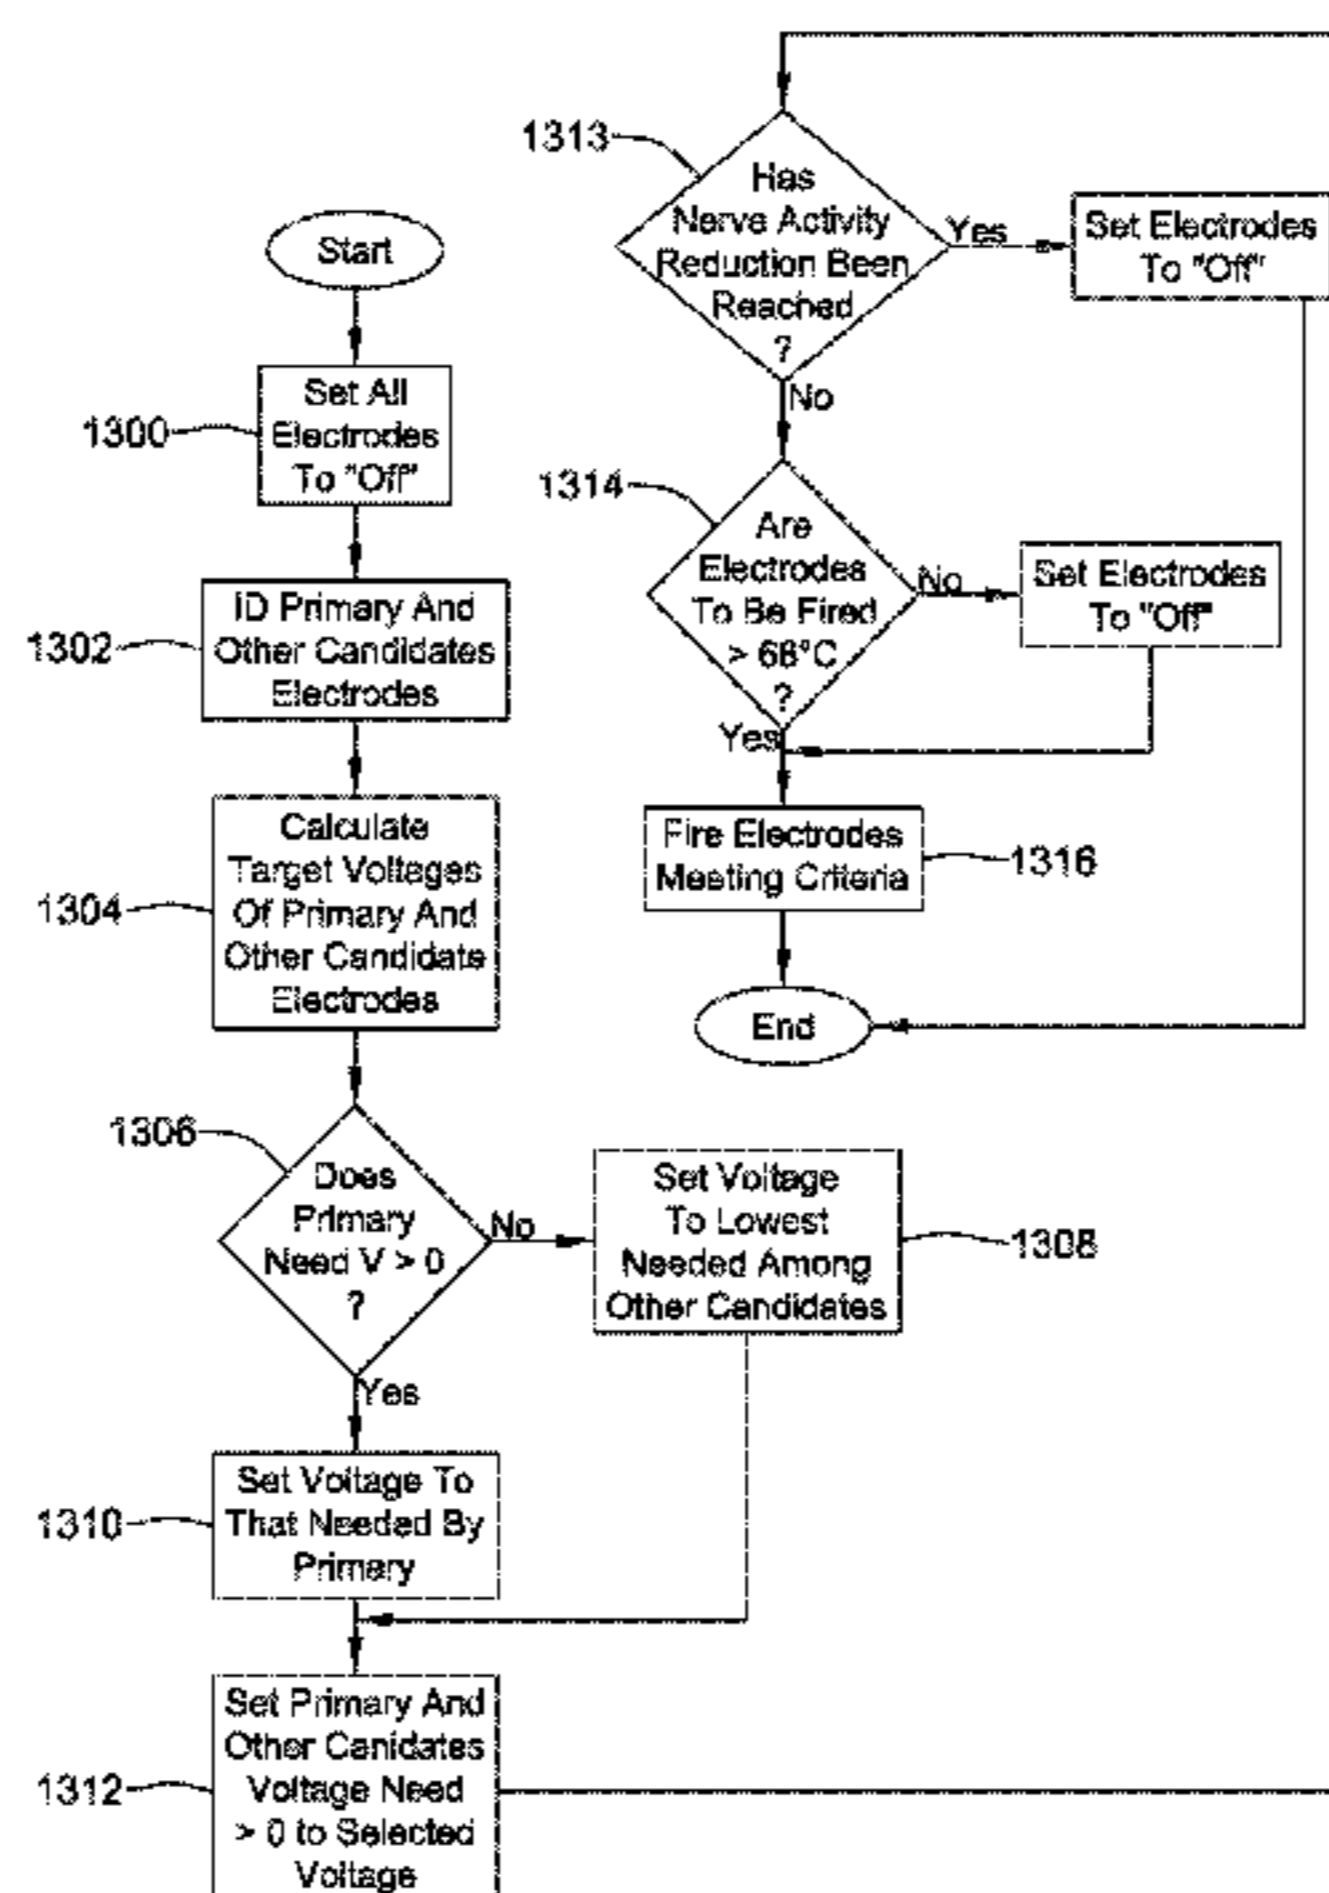 Start
1300
Set All
Electrodes
To "Off"
1302
ID Primary And
Other Candidates
Electrodes
1304
Calculate
Target Voltages
Of Primary And
Other Candidate
Electrodes
1306
Does
Primary
Need V > 0
?
No
Set Voltage
To Lowest
Needed Among
Other Candidates
1308
Yes
1310
Set Voltage To
That Needed By
Primary
1312
Set Primary And
Other Canidates
Voltage Need
> 0 to Selected
Voltage
1313
Has
Nerve Activity
Reduction Been
Reached
?
Yes
Set Electrodes
To "Off"
No
1314
Are
Electrodes
To Be Fired
> 68°C
?
No
Set Electrodes
To "Off"
Yes
Fire Electrodes
Meeting Criteria
1316
End